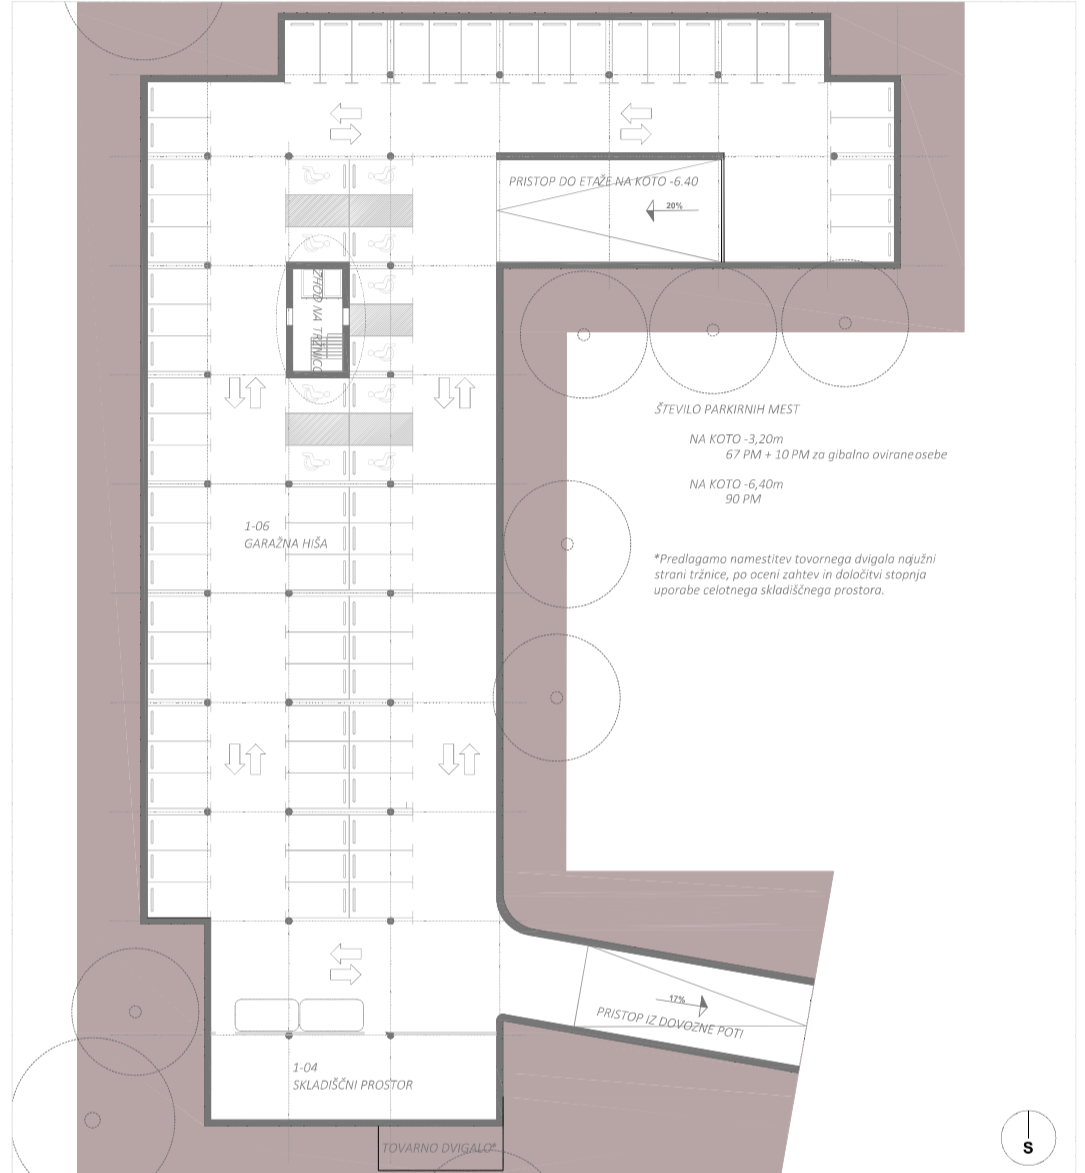 PRISTOP DO ETAŽE NA KOTO -6.40
20%
ZHOD NA TRŽNICO
ŠTEVILO PARKIRNIH MEST
NA KOTO -3,20m
67 PM + 10 PM za gibalno ovirane osebe
NA KOTO -6,40m
90 PM
1-06
GARAŽNA HIŠA
*Predlagamo namestitev tovornega dvigala na južni
strani tržnice, po oceni zahtev in določitvi stopnja
uporabe celotnega skladiščnega prostora.
17%
PRISTOP IZ DOVOZNE POTI
1-04
SKLADIŠČNI PROSTOR
TOVARNO DVIGALO*
S